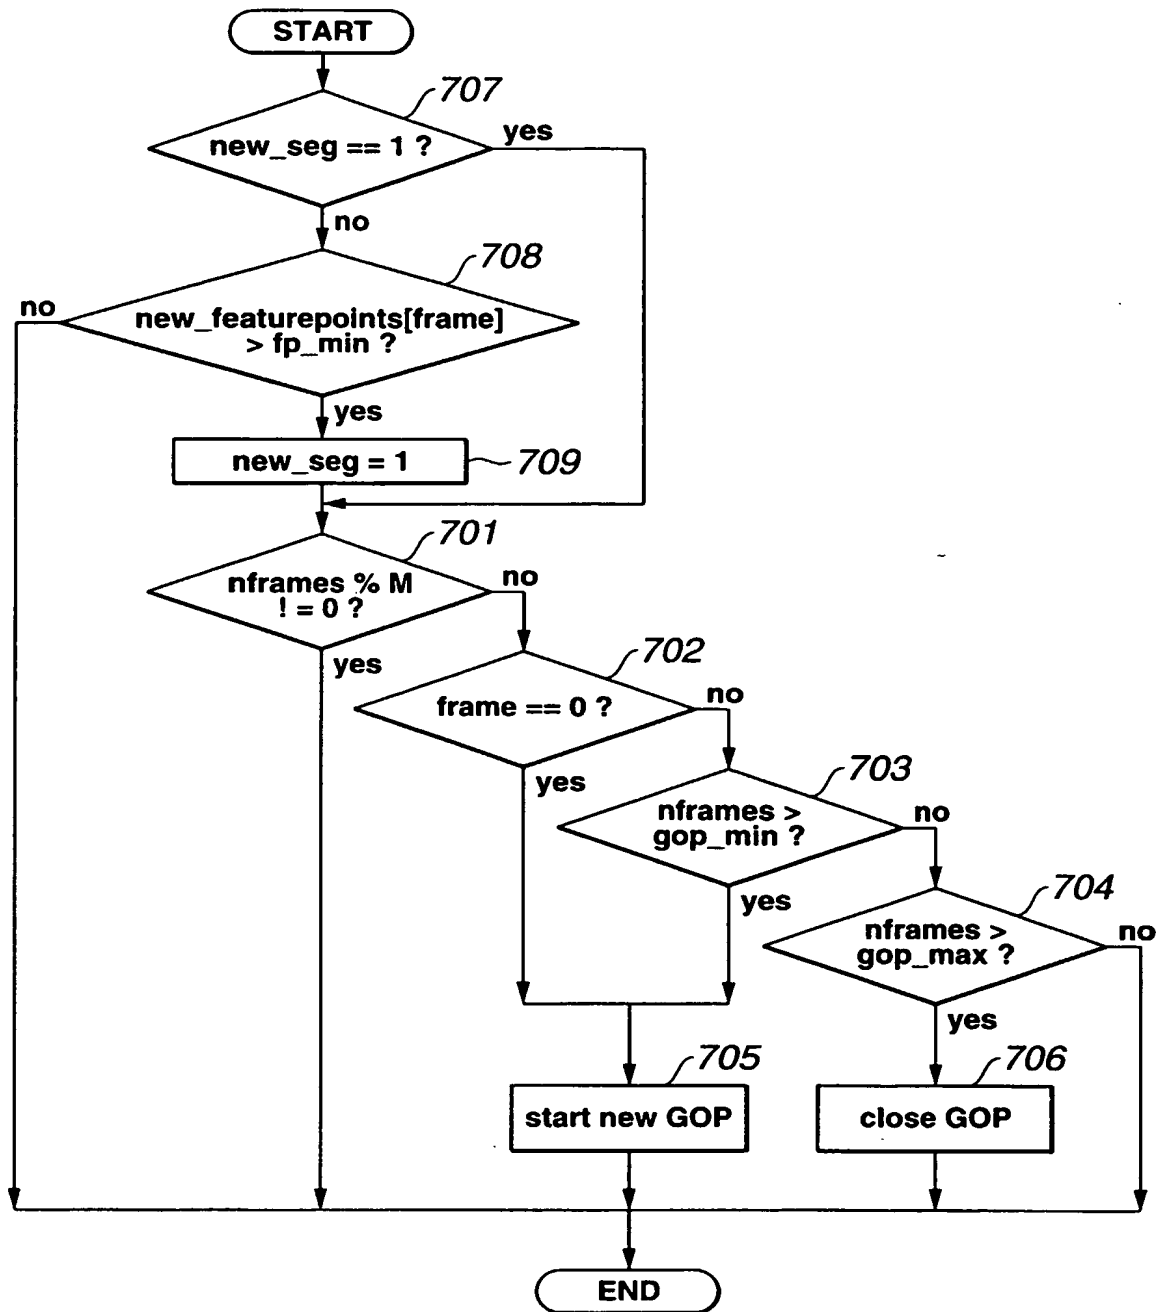 START
707
new_seg == 1 ?
yes
no
708
no
new_featurepoints[frame]
> fp_min ?
yes
new_seg = 1
709
701
nframes % M
! = 0 ?
no
yes
702
frame == 0 ?
no
yes
703
nframes >
gop_min ?
no
yes
704
nframes >
gop_max ?
no
yes
705
start new GOP
706
close GOP
END